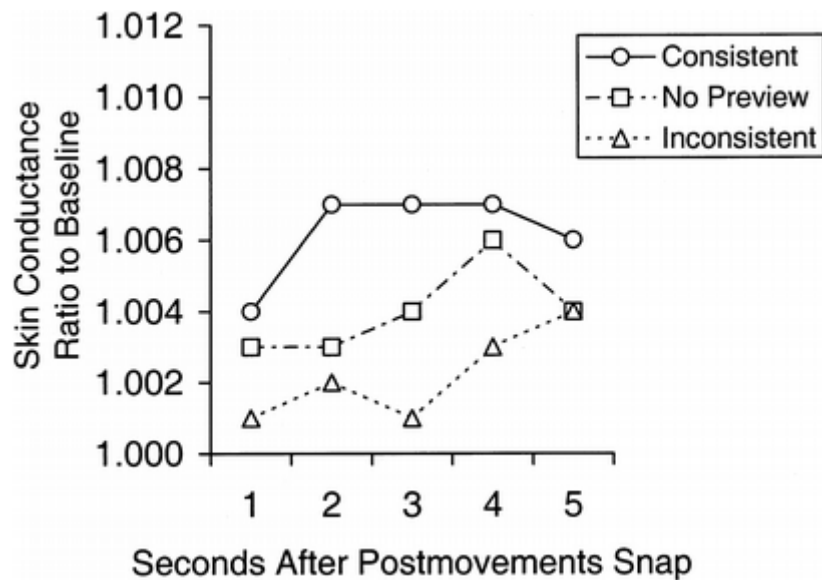 1.012
1.010
1.008
1.006
1.004
1.002
1.000
Skin Conductance
Ratio to Baseline
Consistent
No Preview
Inconsistent
1 2 3 4 5
Seconds After Postmovements Snap